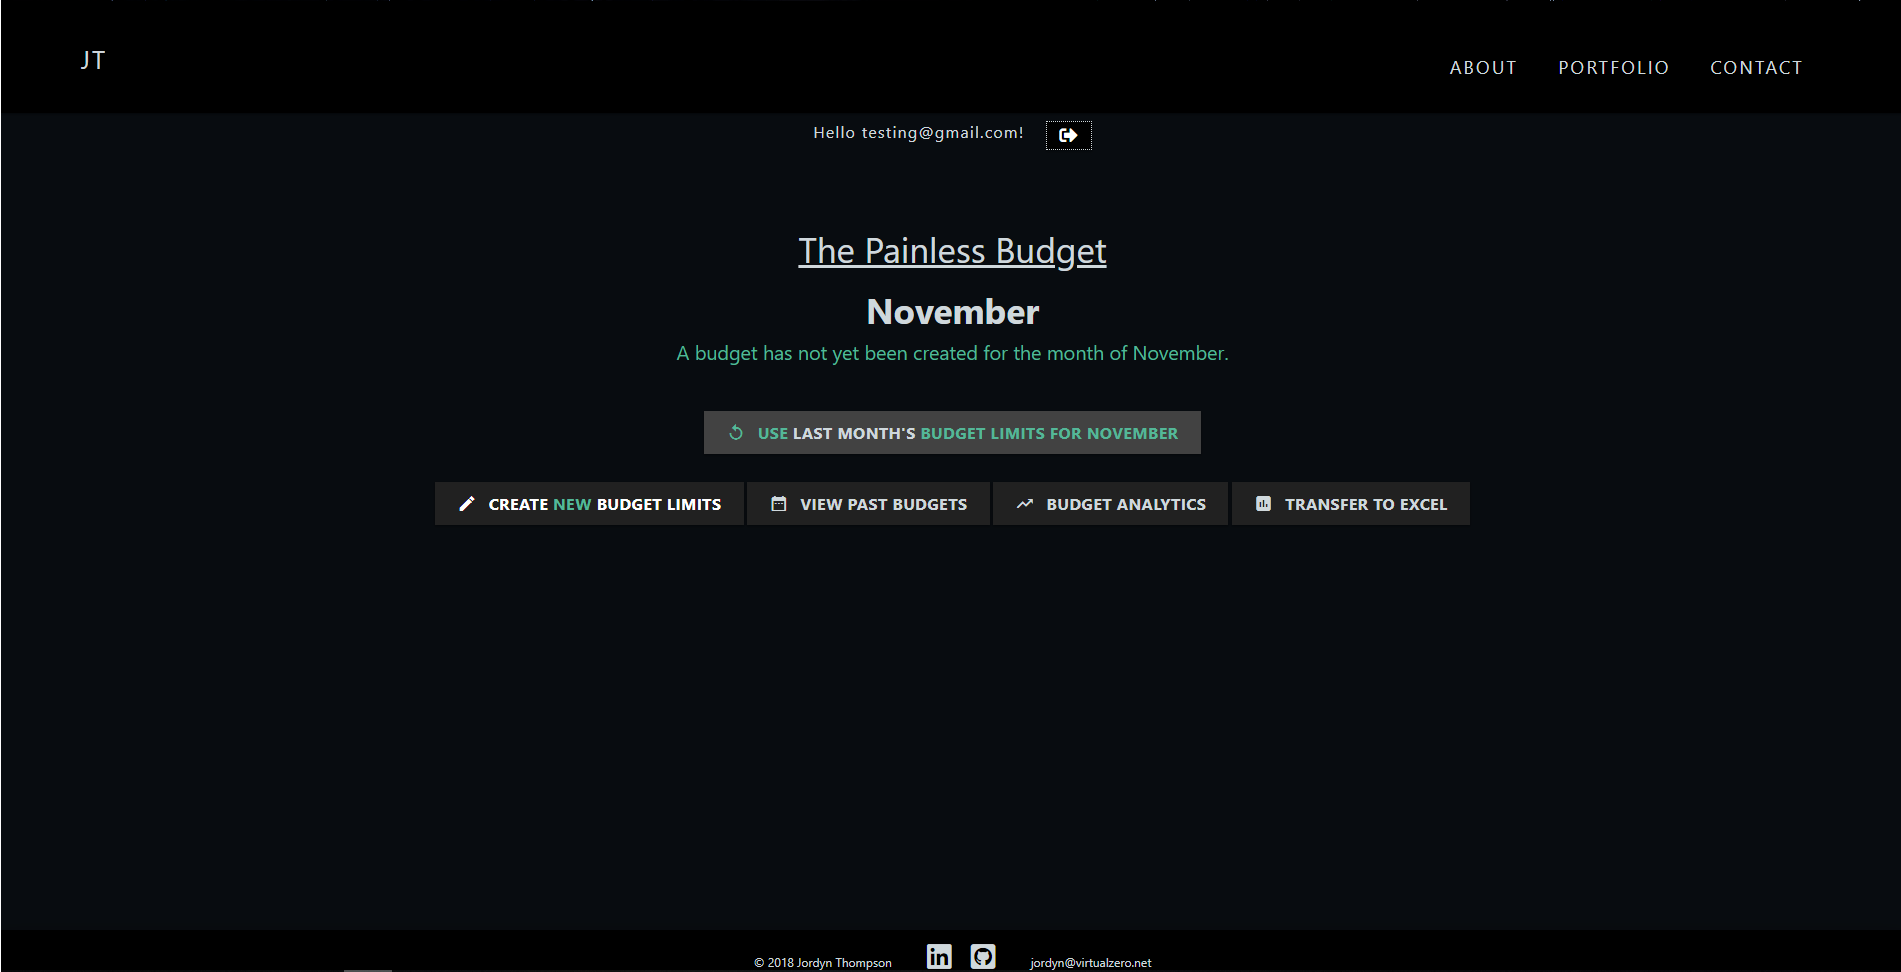 JT
ABOUT PORTFOLIO CONTACT
Hello testing@gmail.com!
The Painless Budget
November
A budget has not yet been created for the month of November.
USE LAST MONTH'S BUDGET LIMITS FOR NOVEMBER
CREATE NEW BUDGET LIMITS VIEW PAST BUDGETS BUDGET ANALYTICS TRANSFER TO EXCEL
© 2018 Jordyn Thompson in jordyn@virtualzero.net